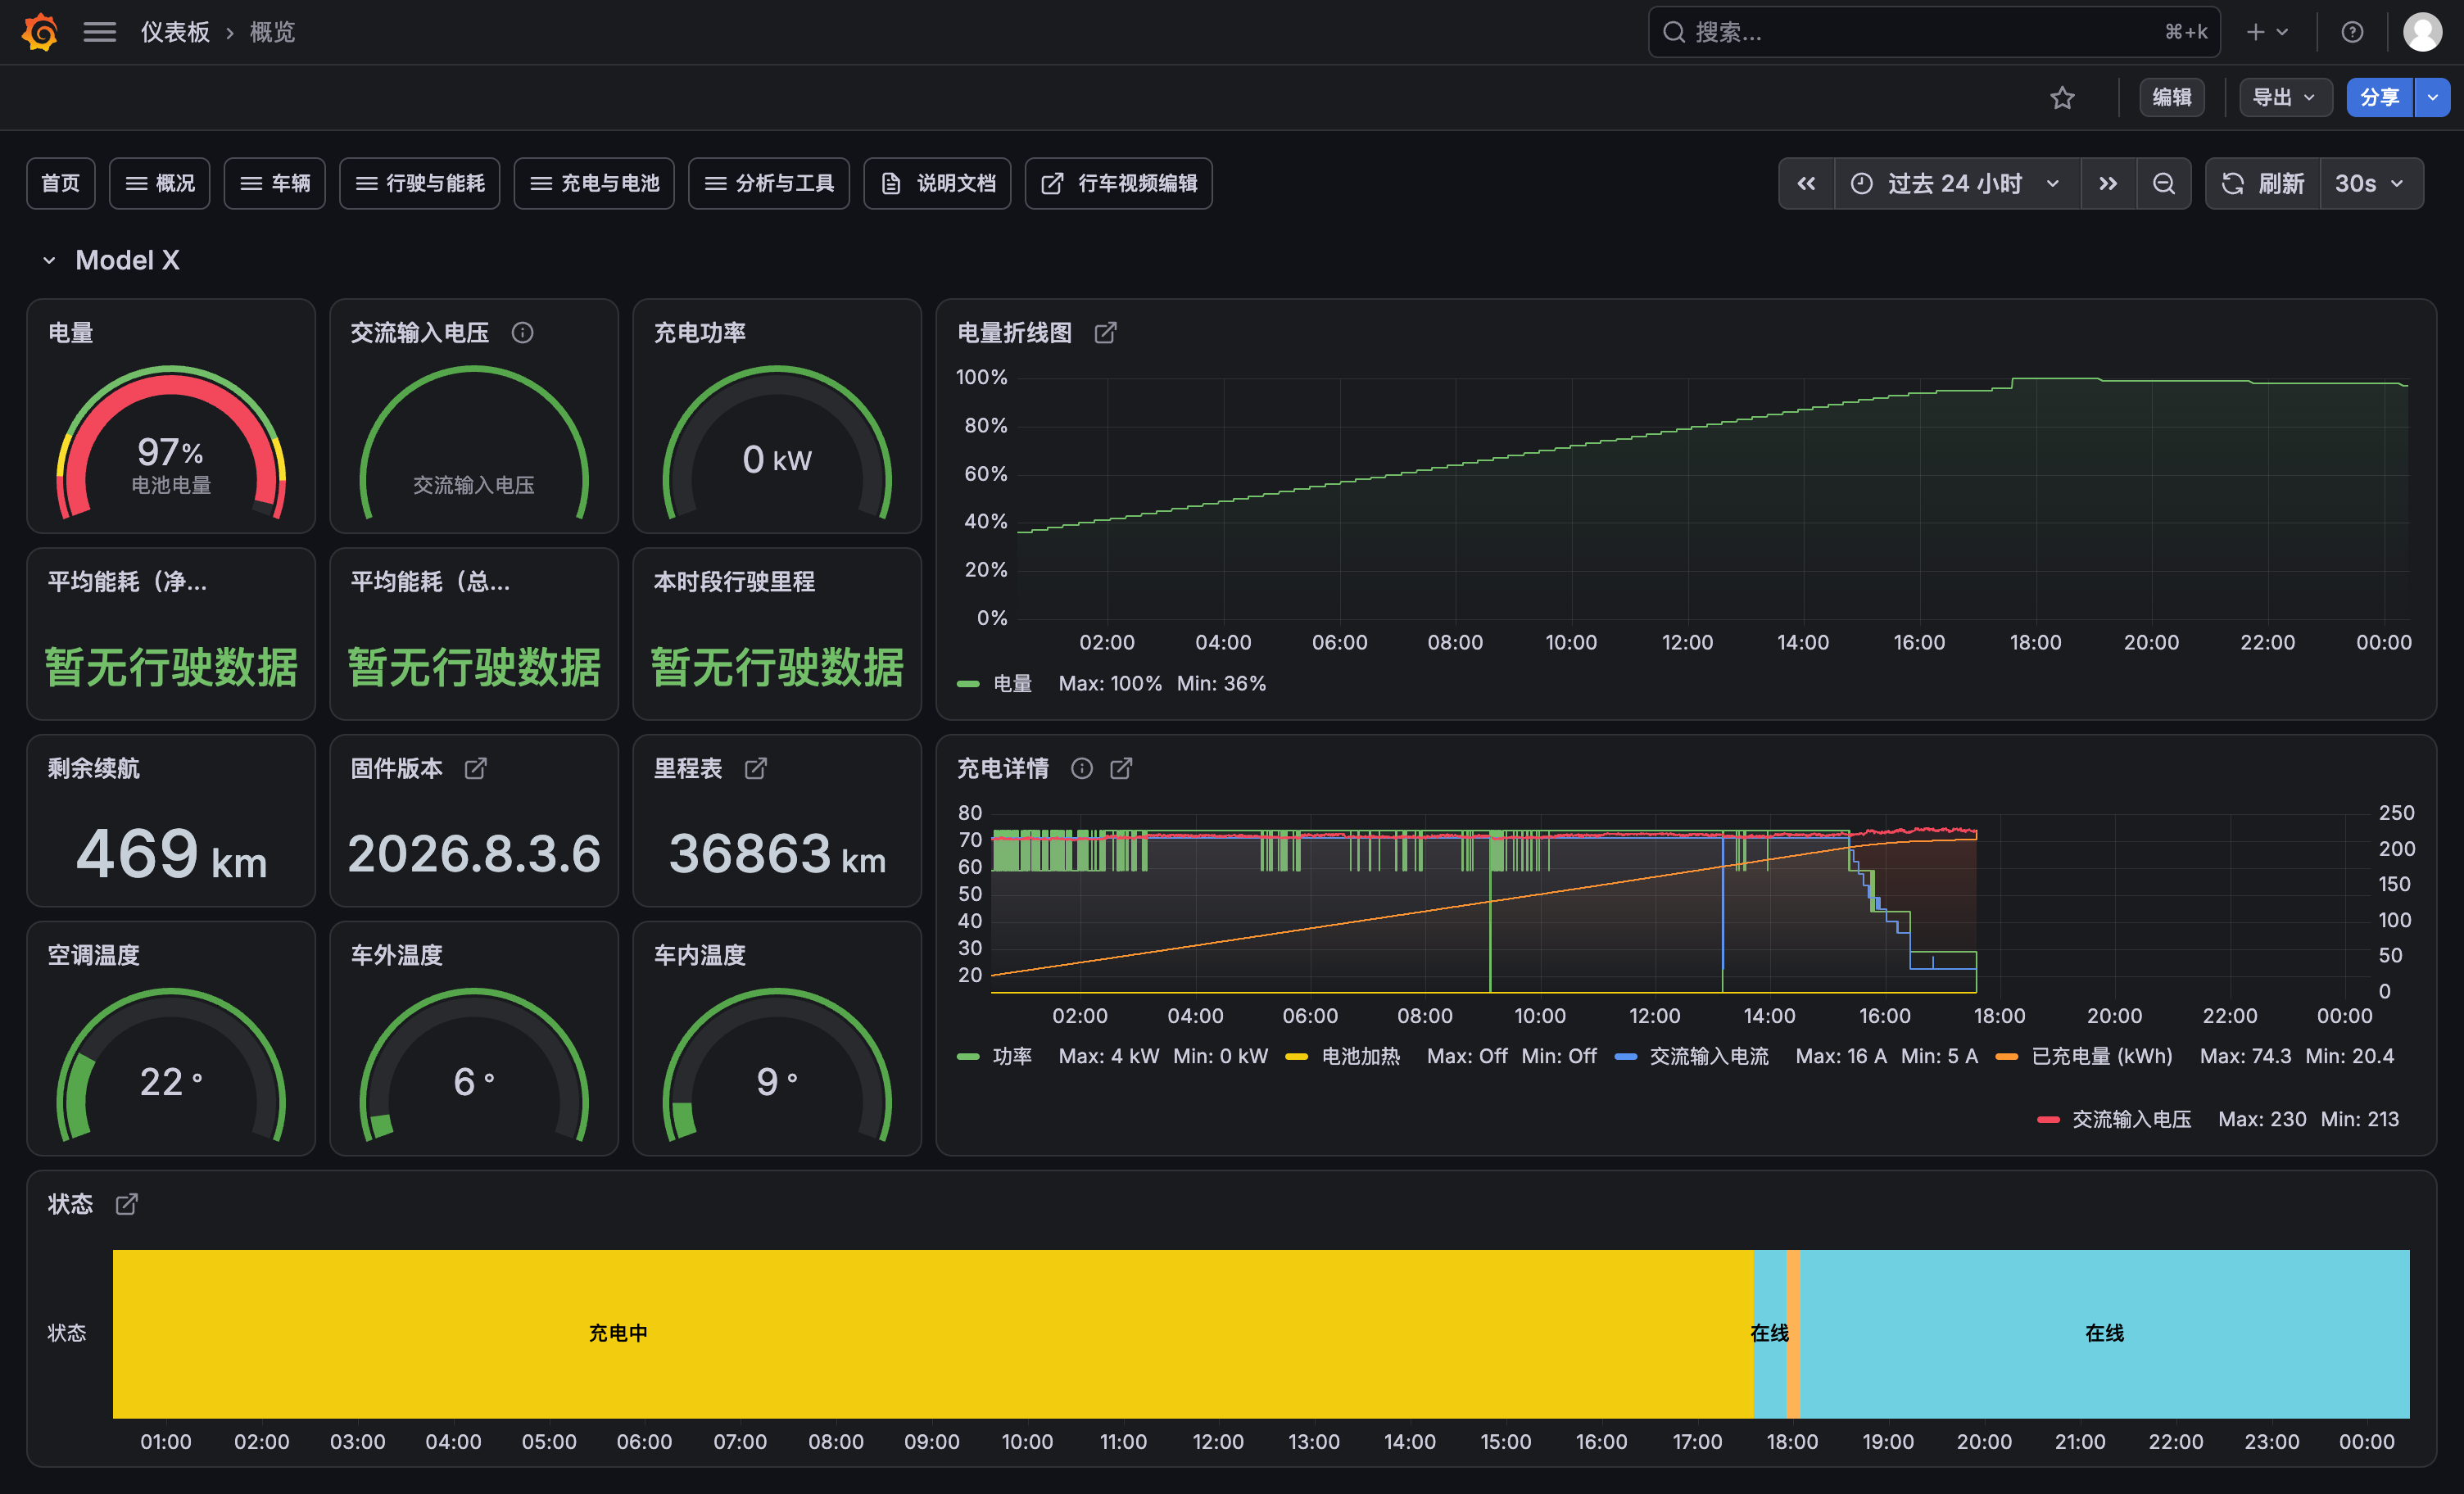 仪表板 › 概览
搜索... ⌘+k
编辑 导出 分享
首页 概况 车辆 行驶与能耗 充电与电池 分析与工具 说明文档 行车视频编辑 过去 24 小时 刷新 30s
Model X
电量
97%
电池电量
交流输入电压
交流输入电压
充电功率
0 kW
电量折线图
100%
80%
60%
40%
20%
0%
02:00 04:00 06:00 08:00 10:00 12:00 14:00 16:00 18:00 20:00 22:00 00:00
电量 Max: 100% Min: 36%
平均能耗（净...
暂无行驶数据
平均能耗（总...
暂无行驶数据
本时段行驶里程
暂无行驶数据
剩余续航
469 km
固件版本
2026.8.3.6
里程表
36863 km
充电详情
80
70
60
50
40
30
20
250
200
150
100
50
0
02:00 04:00 06:00 08:00 10:00 12:00 14:00 16:00 18:00 20:00 22:00 00:00
功率 Max: 4 kW Min: 0 kW 电池加热 Max: Off Min: Off 交流输入电流 Max: 16 A Min: 5 A 已充电量 (kWh) Max: 74.3 Min: 20.4
交流输入电压 Max: 230 Min: 213
空调温度
22 °
车外温度
6 °
车内温度
9 °
状态
状态
充电中 在线 在线
01:00 02:00 03:00 04:00 05:00 06:00 07:00 08:00 09:00 10:00 11:00 12:00 13:00 14:00 15:00 16:00 17:00 18:00 19:00 20:00 21:00 22:00 23:00 00:00